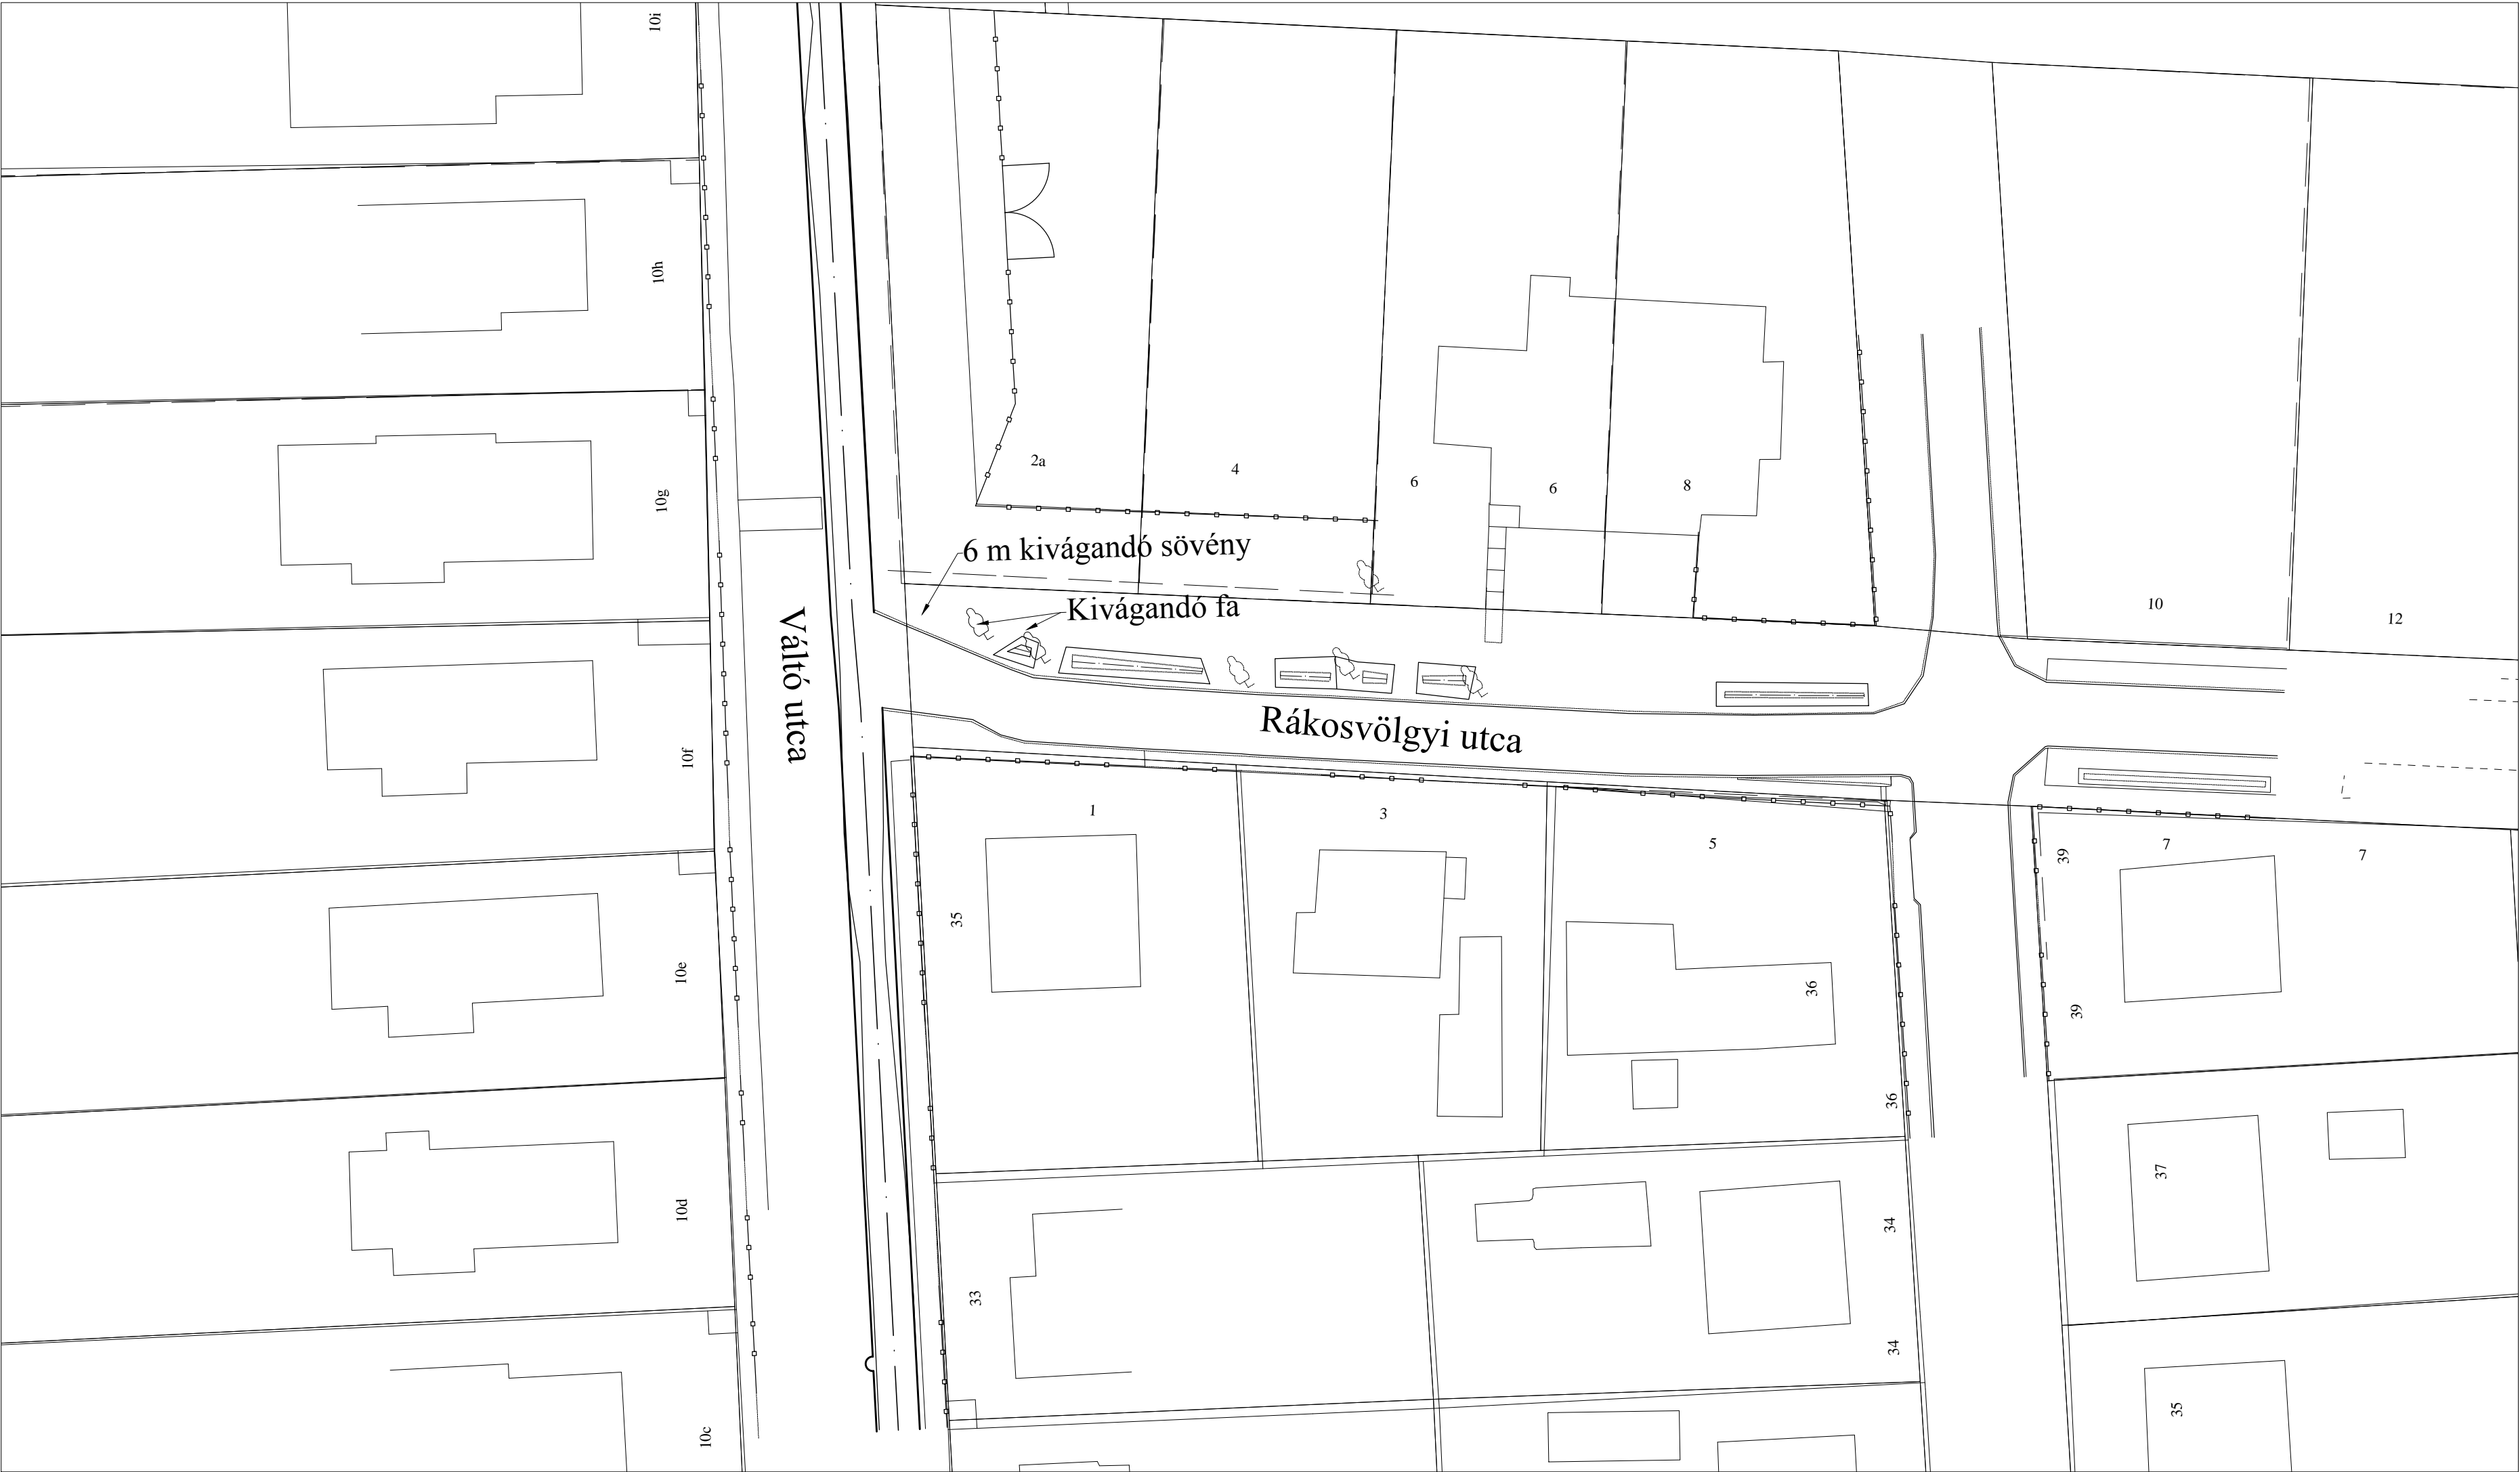 10i
10h
10g
10f
10e
10d
10c
Váltó utca
2a
4
6
6
8
10
12
6 m kivágandó sövény
Kivágandó fa
Rákosvölgyi utca
1
3
5
7
7
35
36
36
39
39
33
34
34
37
35